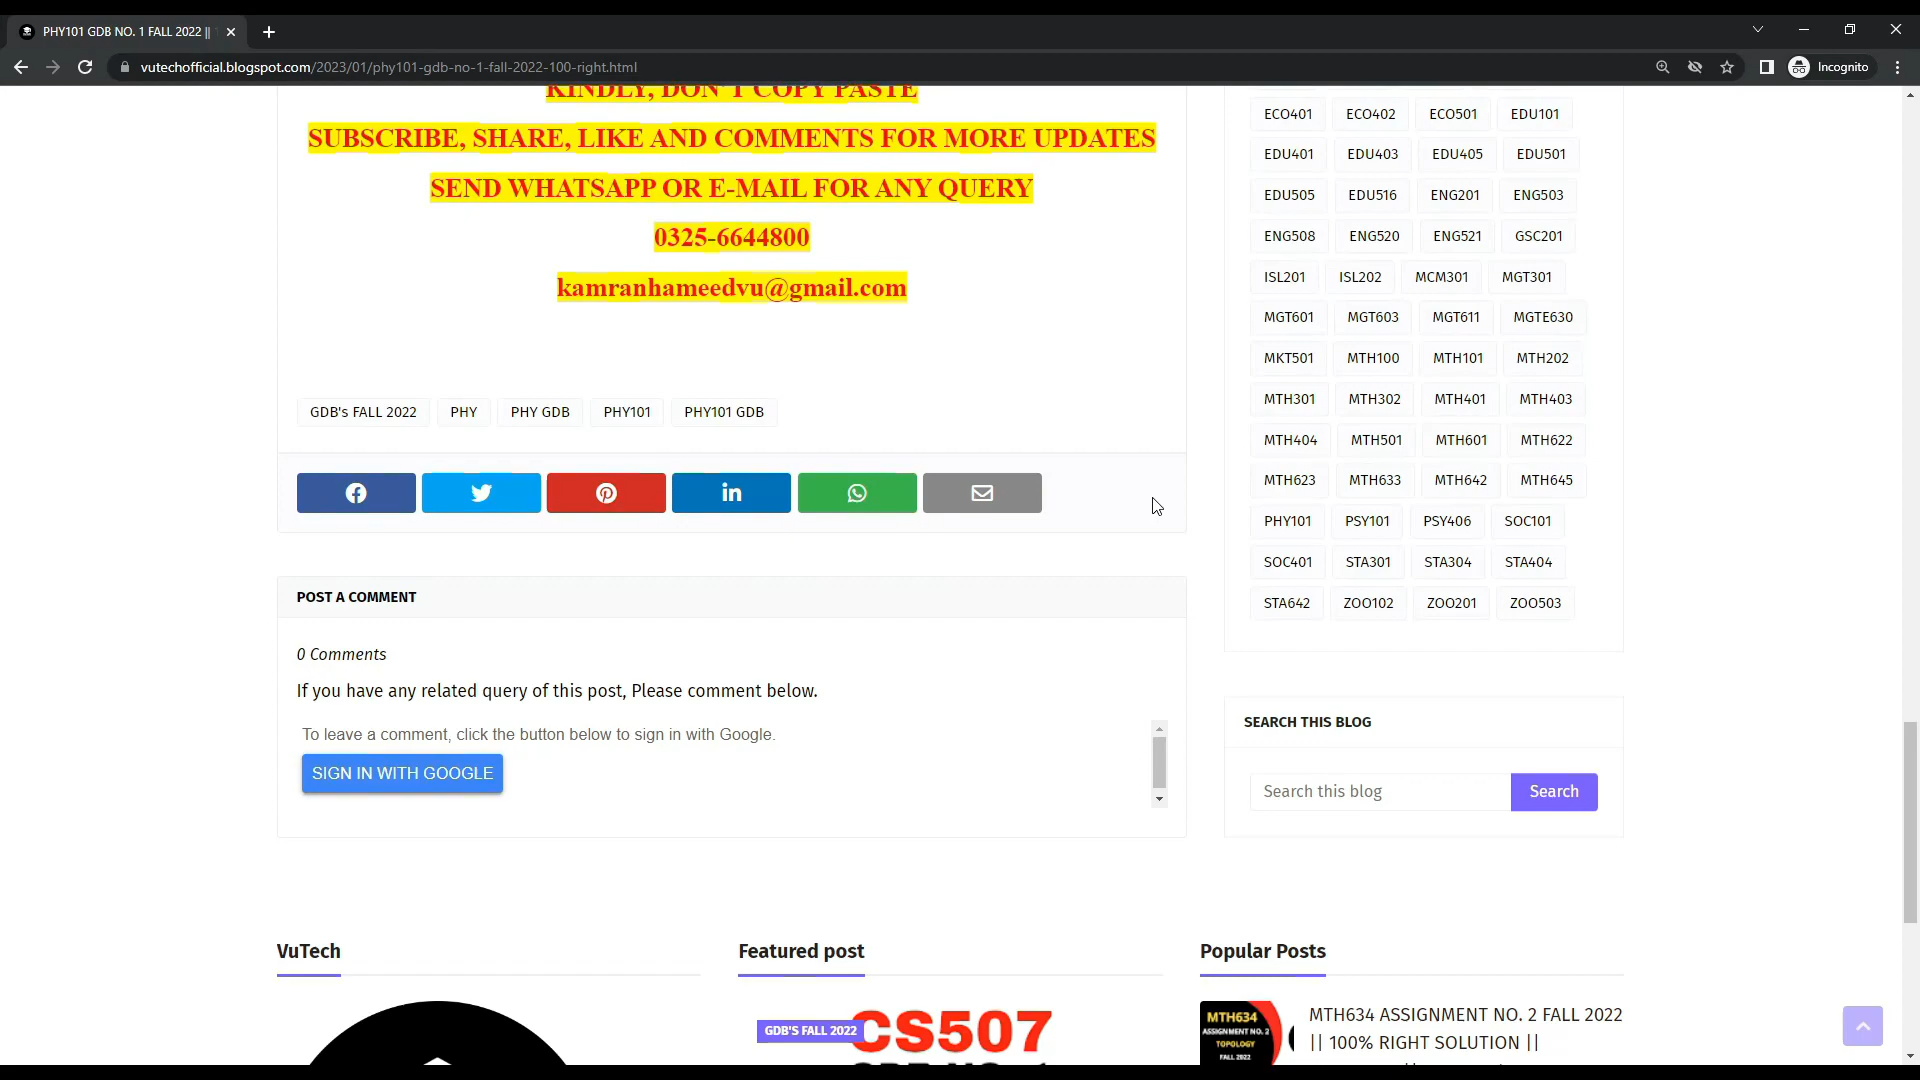 PHY101 GDB NO. 1 FALL 2022 ||
Incognito
vutechofficial.blogspot.com/2023/01/phy101-gdb-no-1-fall-2022-100-right.html
KINDLY, DON'T COPY PASTE
SUBSCRIBE, SHARE, LIKE AND COMMENTS FOR MORE UPDATES
SEND WHATSAPP OR E-MAIL FOR ANY QUERY
0325-6644800
kamranhameedvu@gmail.com
GDB's FALL 2022 PHY PHY GDB PHY101 PHY101 GDB
POST A COMMENT
0 Comments
If you have any related query of this post, Please comment below.
To leave a comment, click the button below to sign in with Google.
SIGN IN WITH GOOGLE
ECO401 ECO402 ECO501 EDU101
EDU401 EDU403 EDU405 EDU501
EDU505 EDU516 ENG201 ENG503
ENG508 ENG520 ENG521 GSC201
ISL201 ISL202 MCM301 MGT301
MGT601 MGT603 MGT611 MGTE630
MKT501 MTH100 MTH101 MTH202
MTH301 MTH302 MTH401 MTH403
MTH404 MTH501 MTH601 MTH622
MTH623 MTH633 MTH642 MTH645
PHY101 PSY101 PSY406 SOC101
SOC401 STA301 STA304 STA404
STA642 ZOO102 ZOO201 ZOO503
SEARCH THIS BLOG
Search this blog Search
VuTech
Featured post
GDB'S FALL 2022
CS507
Popular Posts
MTH634
ASSIGNMENT NO. 2
TOPOLOGY
FALL 2022
MTH634 ASSIGNMENT NO. 2 FALL 2022
|| 100% RIGHT SOLUTION ||